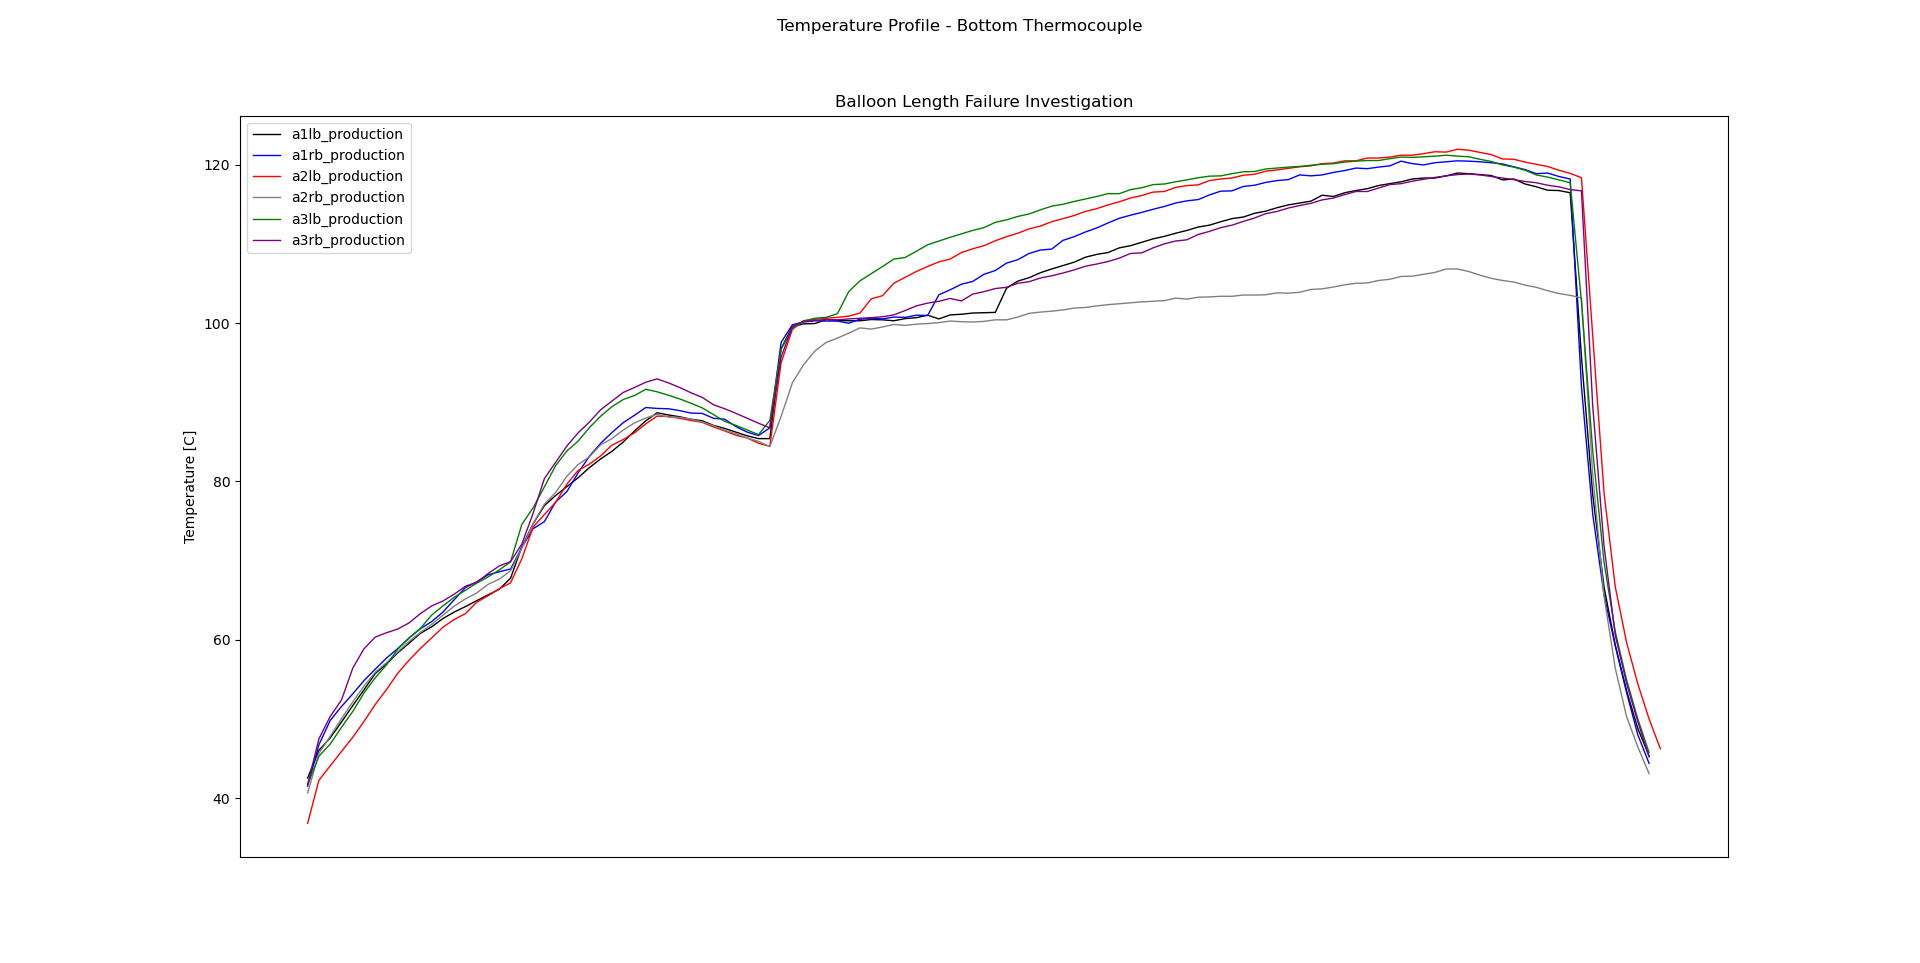 Temperature Profile - Bottom Thermocouple
Balloon Length Failure Investigation
a1lb_production
a1rb_production
a2lb_production
a2rb_production
a3lb_production
a3rb_production
Temperature [C]
120
100
80
60
40